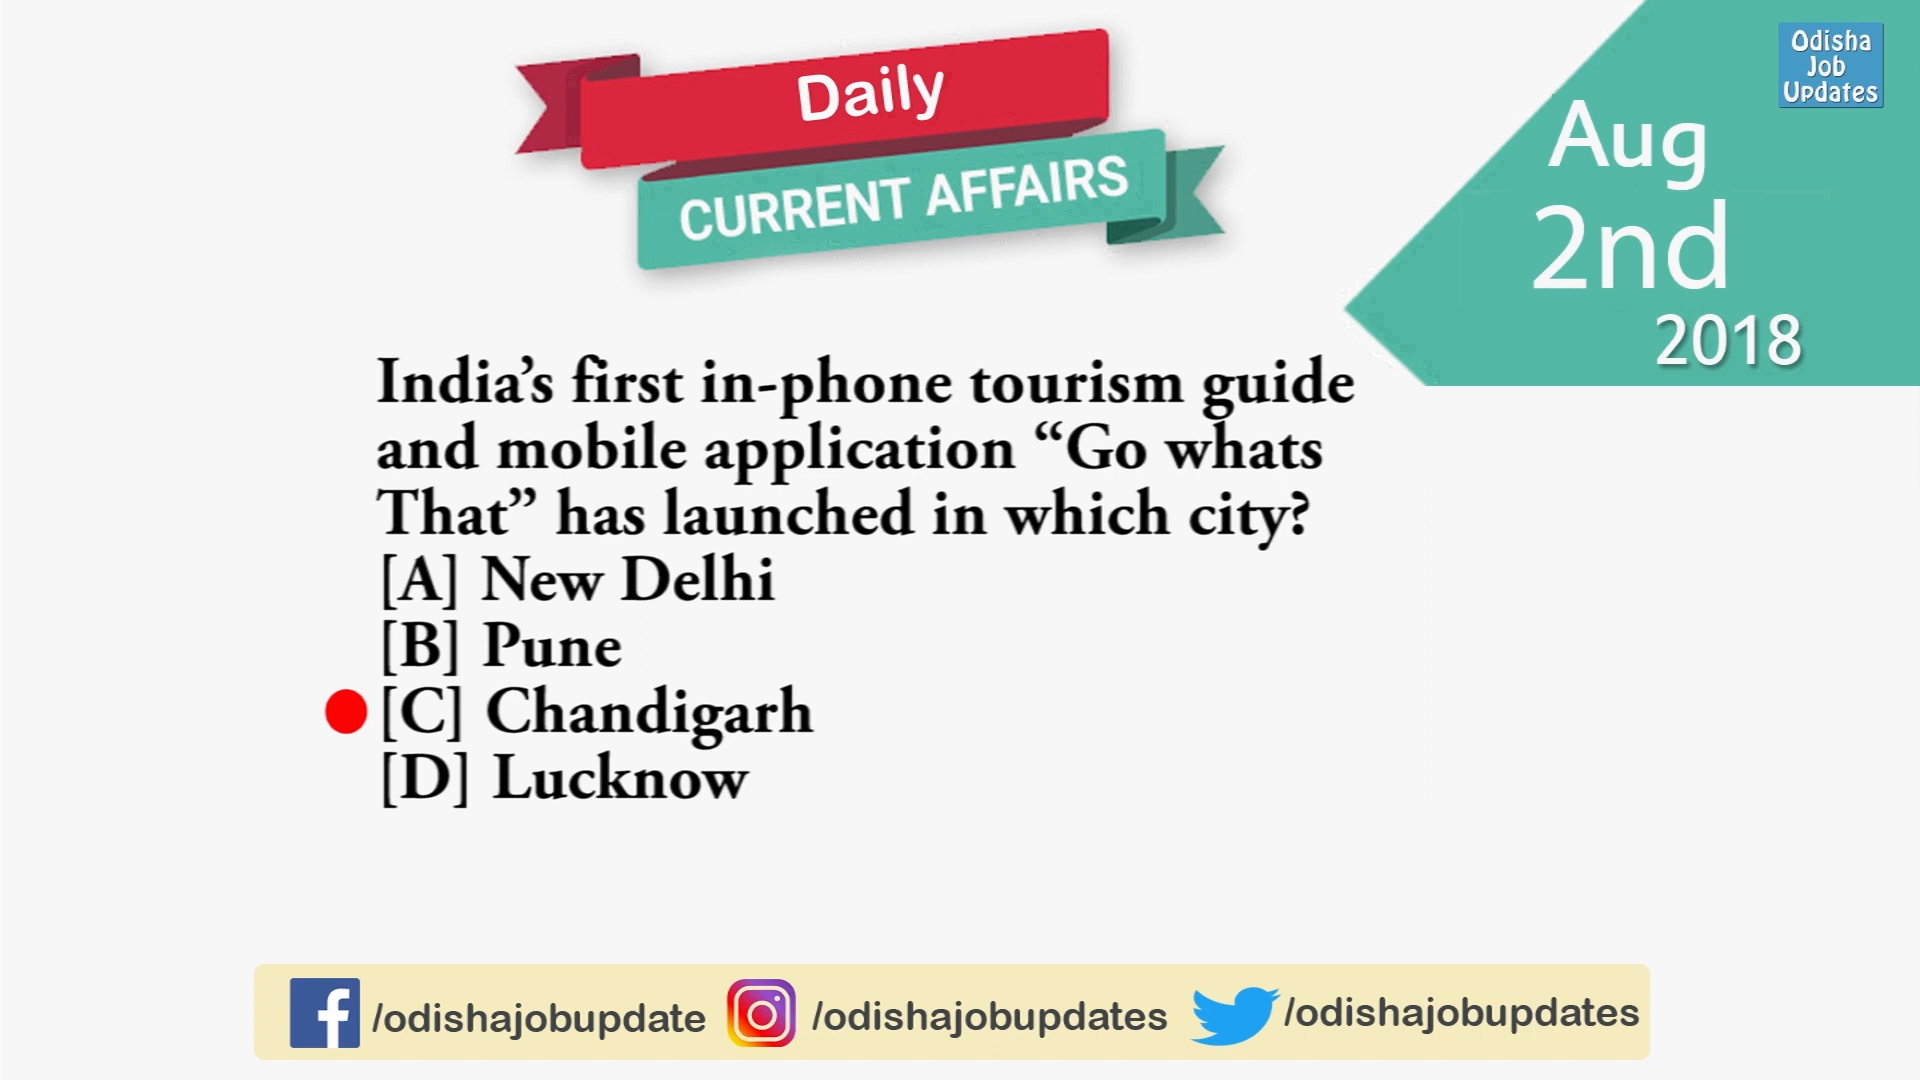 Daily
CURRENT AFFAIRS
Odisha
Job
Updates
Aug
2nd
2018
India’s first in-phone tourism guide
and mobile application “Go whats
That” has launched in which city?
[A] New Delhi
[B] Pune
[C] Chandigarh
[D] Lucknow
/odishajobupdate /odishajobupdates /odishajobupdates